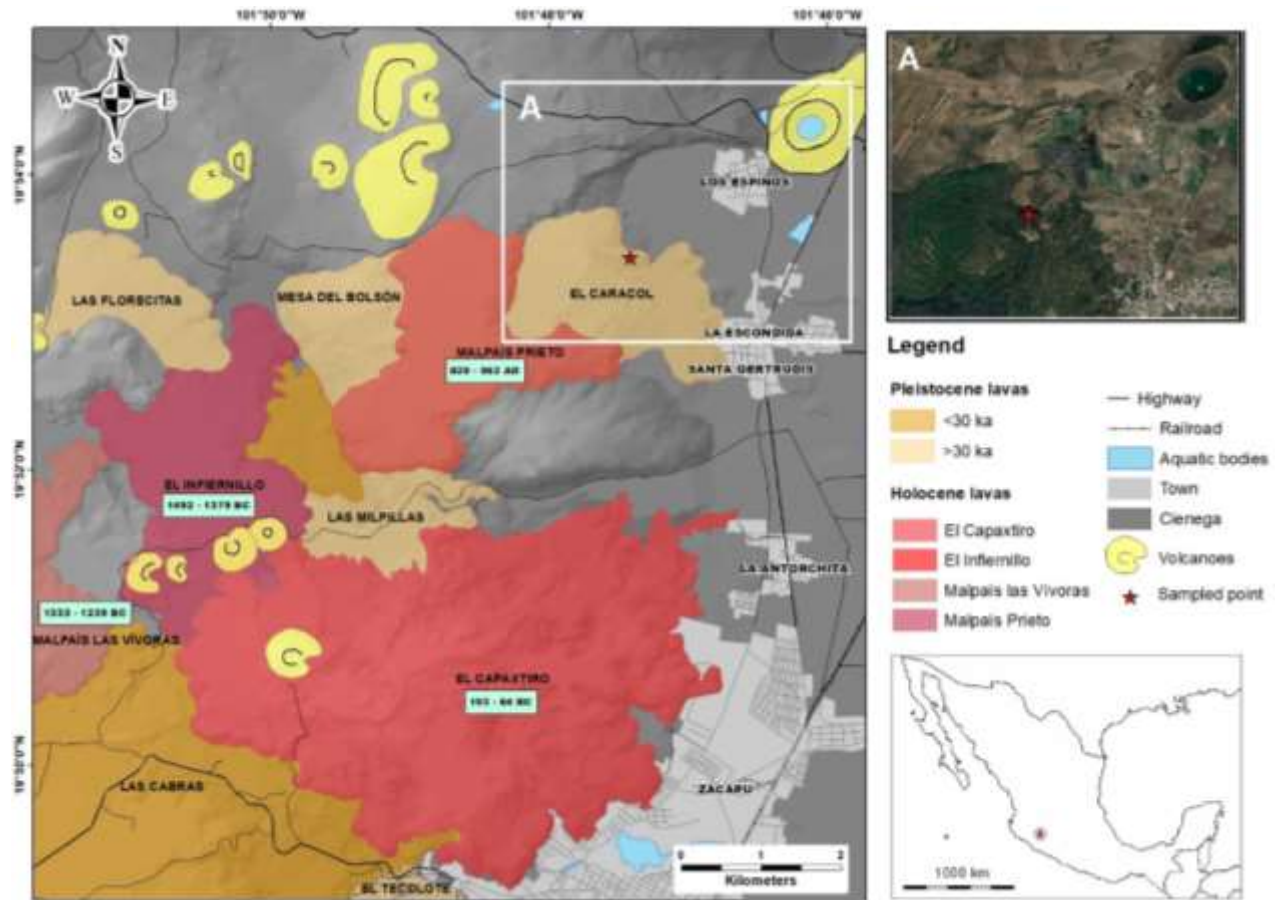 101°50'0"W
101°48'0"W
101°46'0"W
N
W
E
S
A
LOS ESPINOS
LAS FLORECITAS
MESA DEL BOLSÓN
EL CARACOL
LA ESCONDIDA
MALPAÍS PRIETO
SANTA GERTRUDIS
EL INFIERNILLO
1492 - 1379 BC
LAS MILPILLAS
LA ANTORCHITA
MALPAÍS LAS VÍVORAS
EL CAPAXTIRO
LAS CABRAS
ZACAPU
EL TECOLOTE
0 1 2
Kilometers
A
Legend
Pleistocene lavas
<30 ka
>30 ka
Holocene lavas
El Capaxtiro
El Infiernillo
Malpais las Vivoras
Malpais Prieto
Highway
Railroad
Aquatic bodies
Town
Cienega
Volcanoes
Sampled point
1000 km